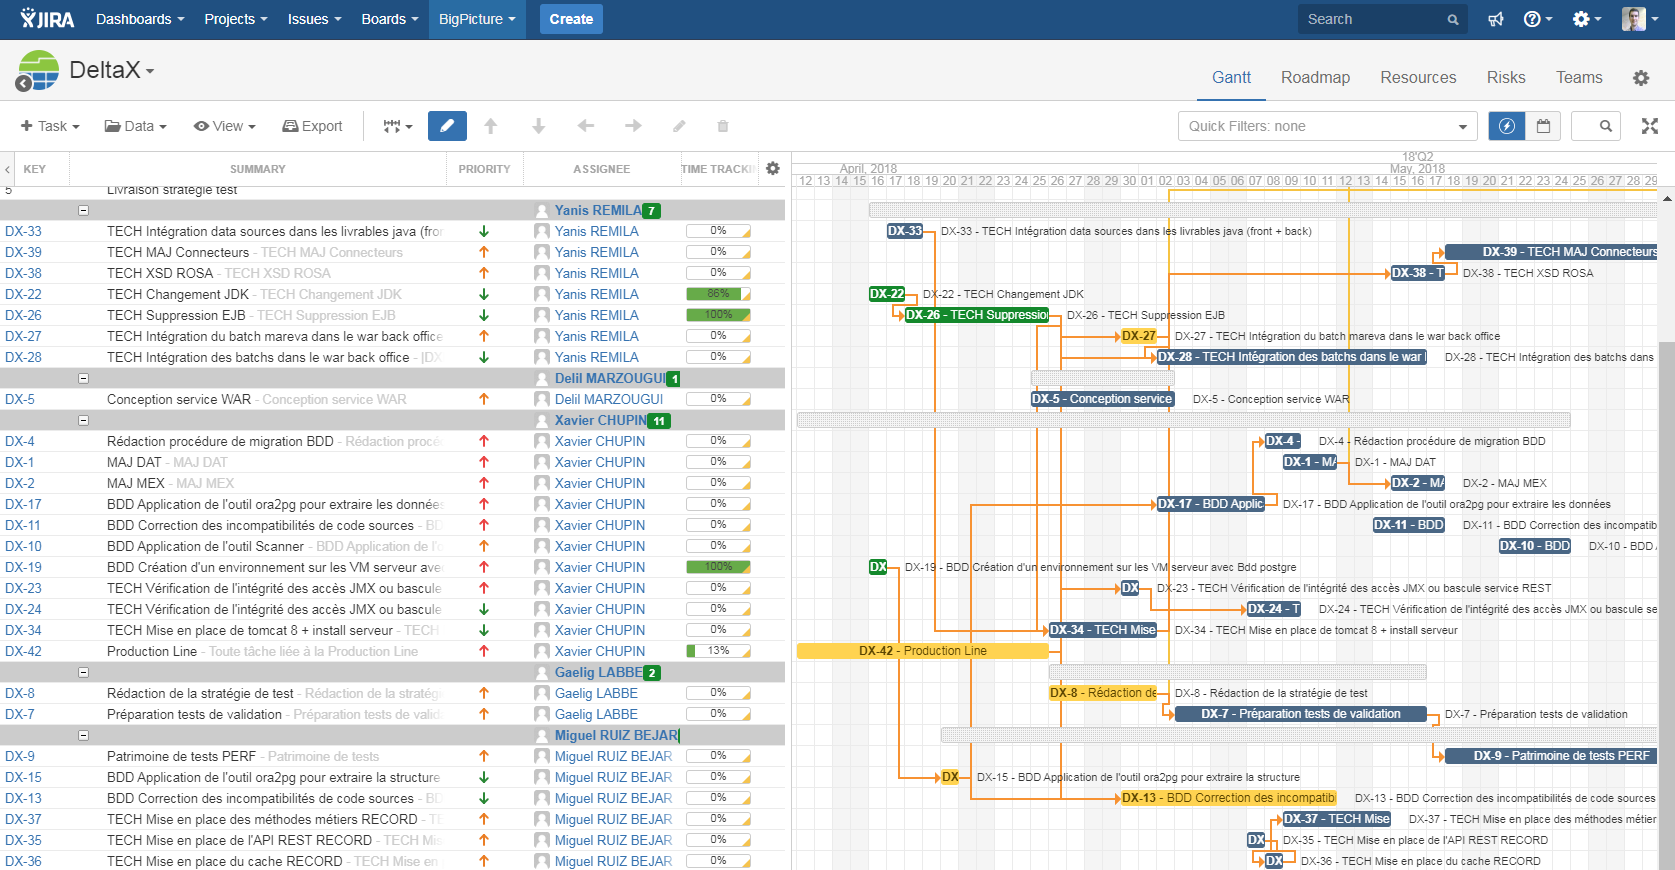 JIRA Dashboards Projects Issues Boards BigPicture Create Search
DeltaX
Gantt Roadmap Resources Risks Teams
+ Task Data View Export Quick Filters: none
KEY SUMMARY PRIORITY ASSIGNEE TIME TRACKI
18'Q2
April, 2018 May, 2018
12 13 14 15 16 17 18 19 20 21 22 23 24 25 26 27 28 29 30 01 02 03 04 05 06 07 08 09 10 11 12 13 14 15 16 17 18 19 20 21 22 23 24 25 26 27 28 29
5 Livraison stratégie test
Yanis REMILA 7
DX-33 TECH Intégration data sources dans les livrables java (fron Yanis REMILA 0% DX-33 DX-33 - TECH Intégration data sources dans les livrables java (front + back)
DX-39 TECH MAJ Connecteurs - TECH MAJ Connecteurs Yanis REMILA 0% DX-39 - TECH MAJ Connecteurs
DX-38 TECH XSD ROSA - TECH XSD ROSA Yanis REMILA 0% DX-38 - T DX-38 - TECH XSD ROSA
DX-22 TECH Changement JDK - TECH Changement JDK Yanis REMILA 86% DX-22 DX-22 - TECH Changement JDK
DX-26 TECH Suppression EJB - TECH Suppression EJB Yanis REMILA 100% DX-26 - TECH Suppression DX-26 - TECH Suppression EJB
DX-27 TECH Intégration du batch mareva dans le war back office Yanis REMILA 0% DX-27 DX-27 - TECH Intégration du batch mareva dans le war back office
DX-28 TECH Intégration des batchs dans le war back office - [DX Yanis REMILA 0% DX-28 - TECH Intégration des batchs dans le war DX-28 - TECH Intégration des batchs dans
Delil MARZOUGUI 1
DX-5 Conception service WAR - Conception service WAR Delil MARZOUGUI 0% DX-5 - Conception service DX-5 - Conception service WAR
Xavier CHUPIN 11
DX-4 Rédaction procédure de migration BDD - Rédaction procé Xavier CHUPIN 0% DX-4 - DX-4 - Rédaction procédure de migration BDD
DX-1 MAJ DAT - MAJ DAT Xavier CHUPIN 0% DX-1 - MA DX-1 - MAJ DAT
DX-2 MAJ MEX - MAJ MEX Xavier CHUPIN 0% DX-2 - MA DX-2 - MAJ MEX
DX-17 BDD Application de l'outil ora2pg pour extraire les données Xavier CHUPIN 0% DX-17 - BDD Applic DX-17 - BDD Application de l'outil ora2pg pour extraire les données
DX-11 BDD Correction des incompatibilités de code sources - BD Xavier CHUPIN 0% DX-11 - BDD DX-11 - BDD Correction des incompatib
DX-10 BDD Application de l'outil Scanner - BDD Application de l'o Xavier CHUPIN 0% DX-10 - BDD DX-10 - BDD
DX-19 BDD Création d'un environnement sur les VM serveur ave Xavier CHUPIN 100% DX DX-19 - BDD Création d'un environnement sur les VM serveur avec Bdd postgre
DX-23 TECH Vérification de l'intégrité des accès JMX ou bascule Xavier CHUPIN 0% DX DX-23 - TECH Vérification de l'intégrité des accès JMX ou bascule service REST
DX-24 TECH Vérification de l'intégrité des accès JMX ou bascule Xavier CHUPIN 0% DX-24 - T DX-24 - TECH Vérification de l'intégrité des accès JMX ou bascule se
DX-34 TECH Mise en place de tomcat 8 + install serveur - TECH Xavier CHUPIN 0% DX-34 - TECH Mise DX-34 - TECH Mise en place de tomcat 8 + install serveur
DX-42 Production Line - Toute tâche liée à la Production Line Xavier CHUPIN 13% DX-42 - Production Line
Gaelig LABBE 2
DX-8 Rédaction de la stratégie de test - Rédaction de la stratég Gaelig LABBE 0% DX-8 - Rédaction de DX-8 - Rédaction de la stratégie de test
DX-7 Préparation tests de validation - Préparation tests de valida Gaelig LABBE 0% DX-7 - Préparation tests de validation DX-7 - Préparation tests de validation
Miguel RUIZ BEJAR
DX-9 Patrimoine de tests PERF - Patrimoine de tests Miguel RUIZ BEJAR 0% DX-9 - Patrimoine de tests PERF
DX-15 BDD Application de l'outil ora2pg pour extraire la structure Miguel RUIZ BEJAR 0% DX DX-15 - BDD Application de l'outil ora2pg pour extraire la structure
DX-13 BDD Correction des incompatibilités de code sources - BD Miguel RUIZ BEJAR 0% DX-13 - BDD Correction des incompatib DX-13 - BDD Correction des incompatibilités de code sources
DX-37 TECH Mise en place des méthodes métiers RECORD - TE Miguel RUIZ BEJAR 0% DX-37 - TECH Mise DX-37 - TECH Mise en place des méthodes métier
DX-35 TECH Mise en place de l'API REST RECORD - TECH Mis Miguel RUIZ BEJAR 0% DX DX-35 - TECH Mise en place de l'API REST RECORD
DX-36 TECH Mise en place du cache RECORD - TECH Mise en Miguel RUIZ BEJAR 0% DX DX-36 - TECH Mise en place du cache RECORD